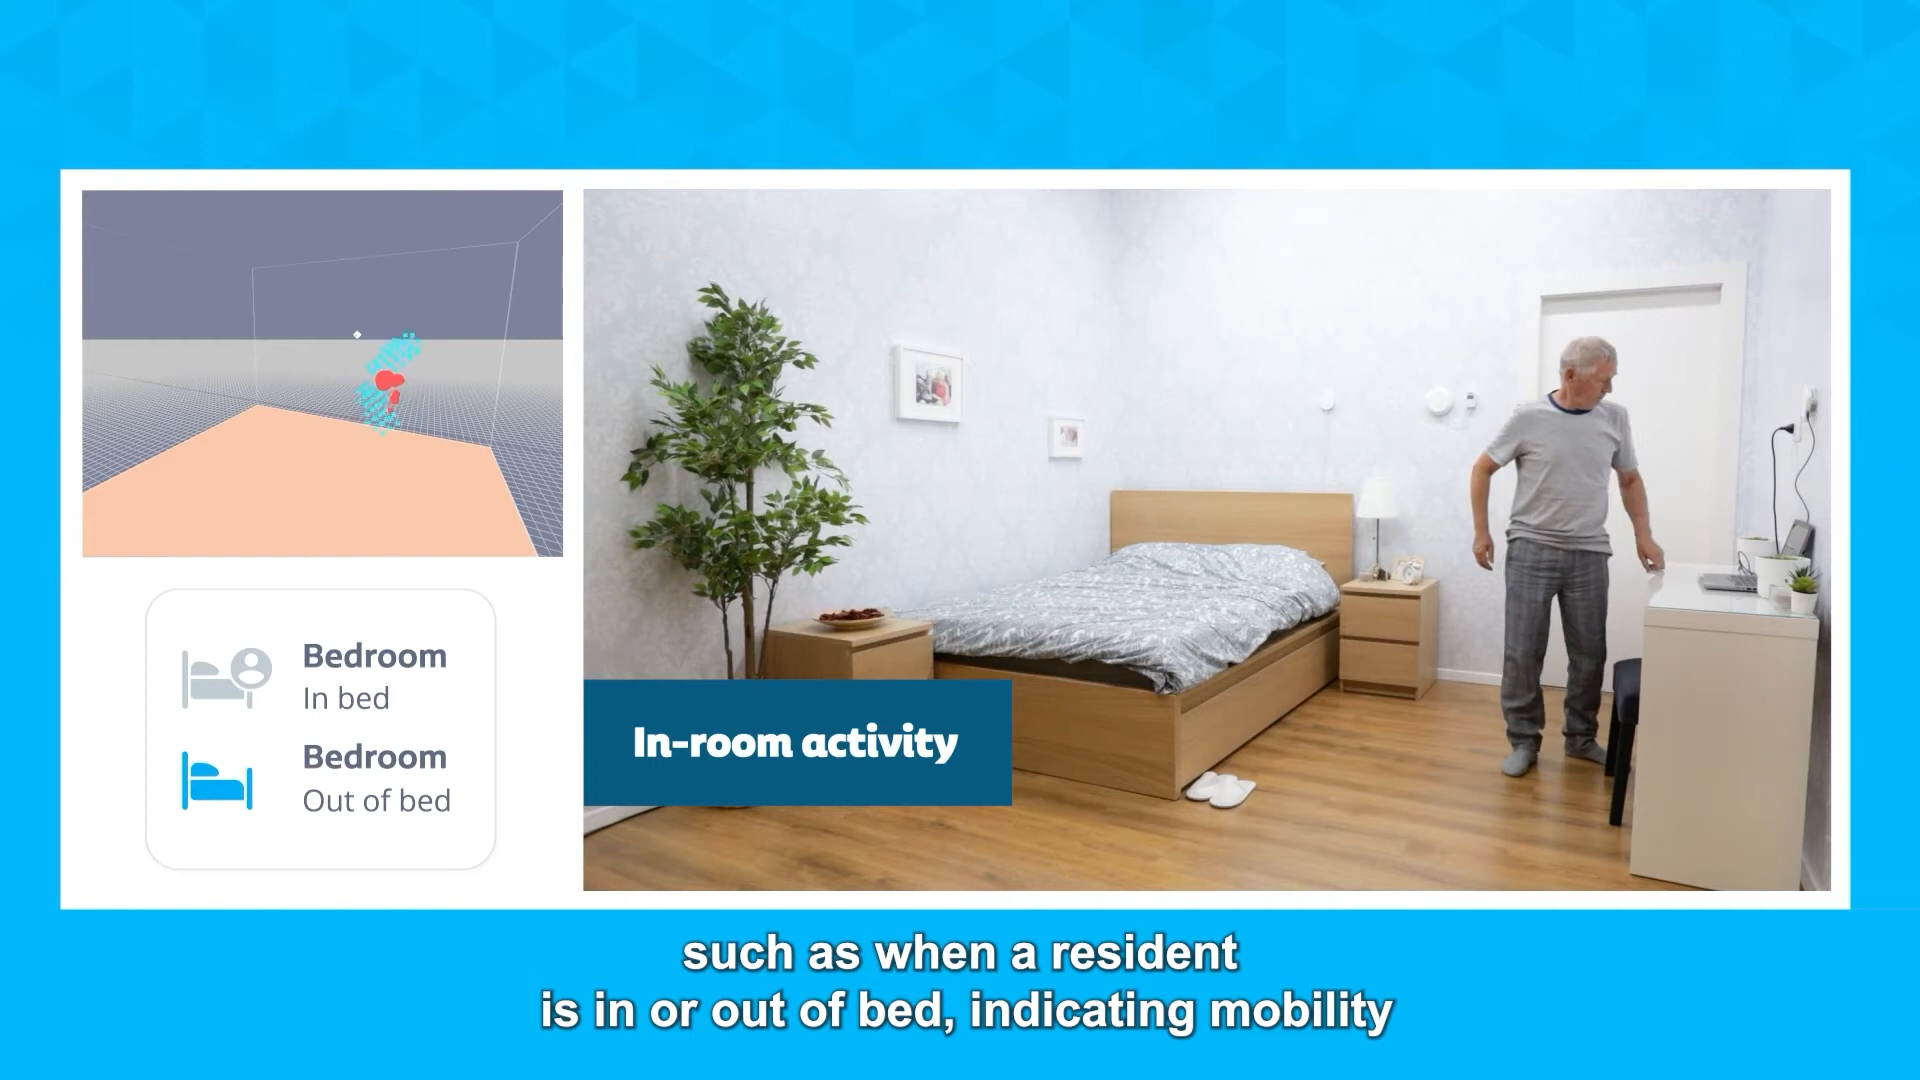 Bedroom
In bed
Bedroom
Out of bed
In-room activity
such as when a resident
is in or out of bed, indicating mobility